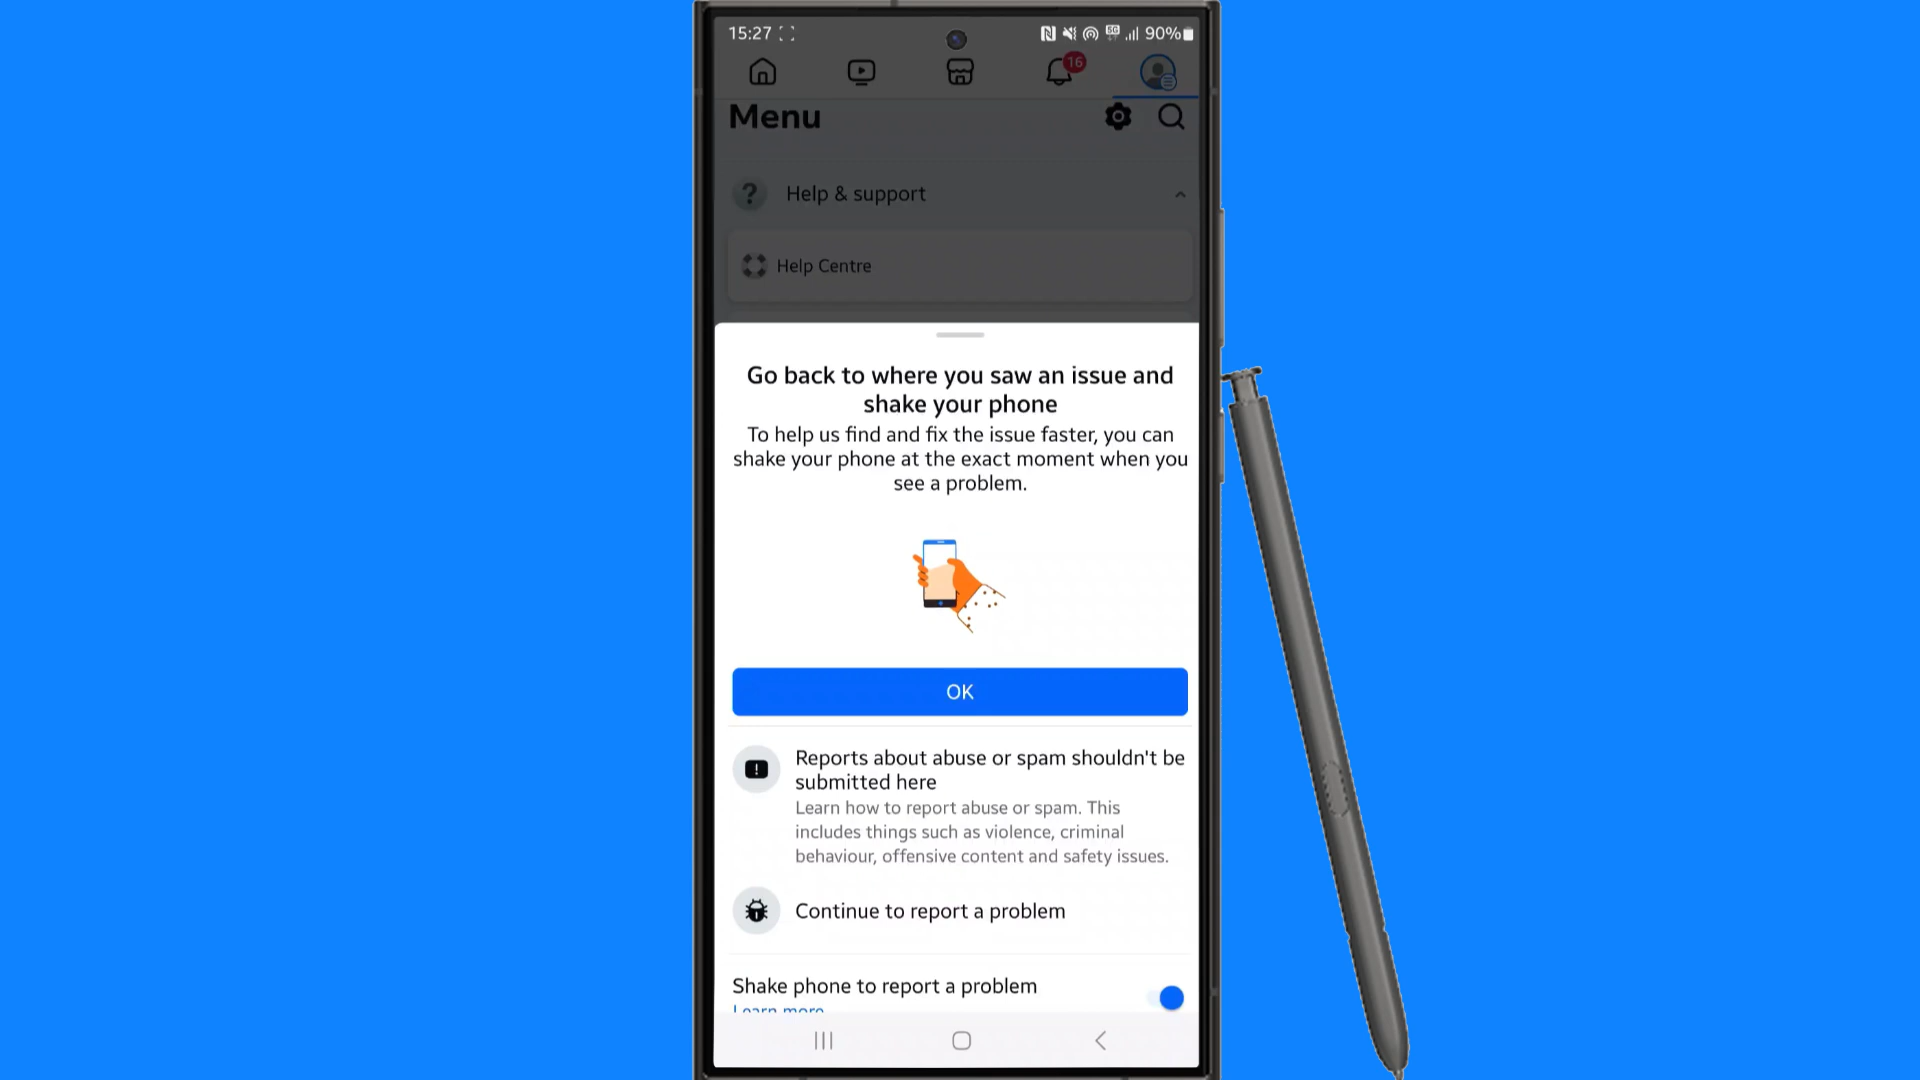 15:27
5G
90%
16
Menu
Help & support
Help Centre
Go back to where you saw an issue and
shake your phone
To help us find and fix the issue faster, you can
shake your phone at the exact moment when you
see a problem.
OK
Reports about abuse or spam shouldn't be
submitted here
Learn how to report abuse or spam. This
includes things such as violence, criminal
behaviour, offensive content and safety issues.
Continue to report a problem
Shake phone to report a problem
Learn more